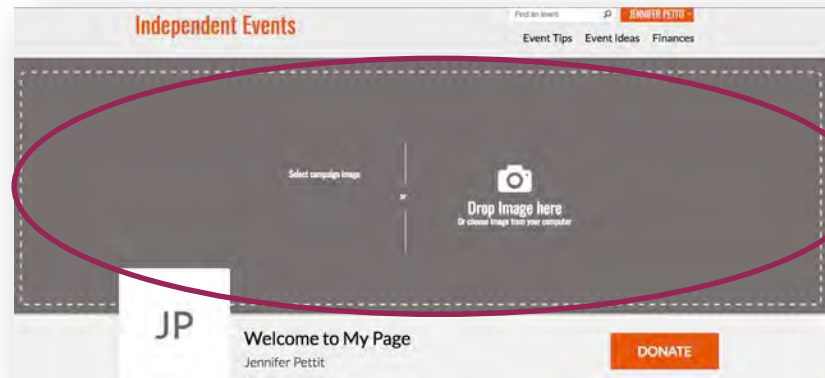 Independent Events
Find an event
JENNIFER PETTIT
Event Tips Event Ideas Finances
Select campaign image
or
Drop Image here
Or choose image from your computer
JP
Welcome to My Page
Jennifer Pettit
DONATE